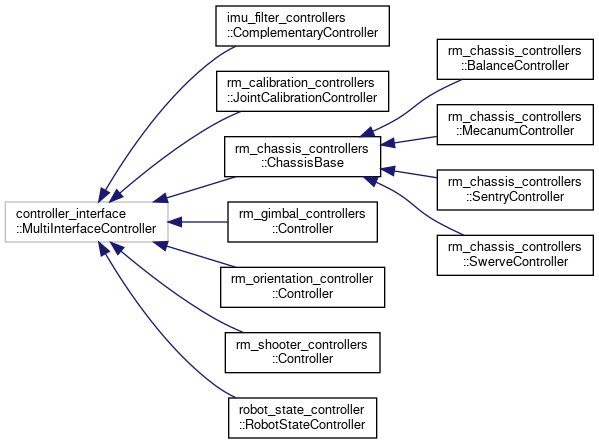 imu_filter_controllers
::ComplementaryController
rm_calibration_controllers
::JointCalibrationController
rm_chassis_controllers
::ChassisBase
controller_interface
::MultiInterfaceController
rm_gimbal_controllers
::Controller
rm_orientation_controller
::Controller
rm_shooter_controllers
::Controller
robot_state_controller
::RobotStateController
rm_chassis_controllers
::BalanceController
rm_chassis_controllers
::MecanumController
rm_chassis_controllers
::SentryController
rm_chassis_controllers
::SwerveController